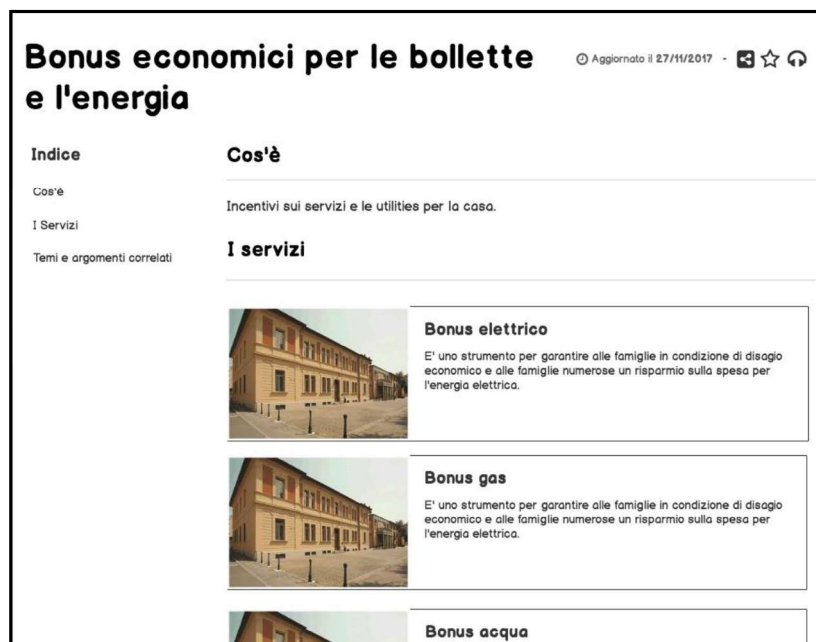 Bonus economici per le bollette
e l'energia
Aggiornato il 27/11/2017 -
Indice
Cos'è
I Servizi
Temi e argomenti correlati
Cos'è
Incentivi sui servizi e le utilities per la casa.
I servizi
Bonus elettrico
E' uno strumento per garantire alle famiglie in condizione di disagio
economico e alle famiglie numerose un risparmio sulla spesa per
l'energia elettrica.
Bonus gas
E' uno strumento per garantire alle famiglie in condizione di disagio
economico e alle famiglie numerose un risparmio sulla spesa per
l'energia elettrica.
Bonus acqua